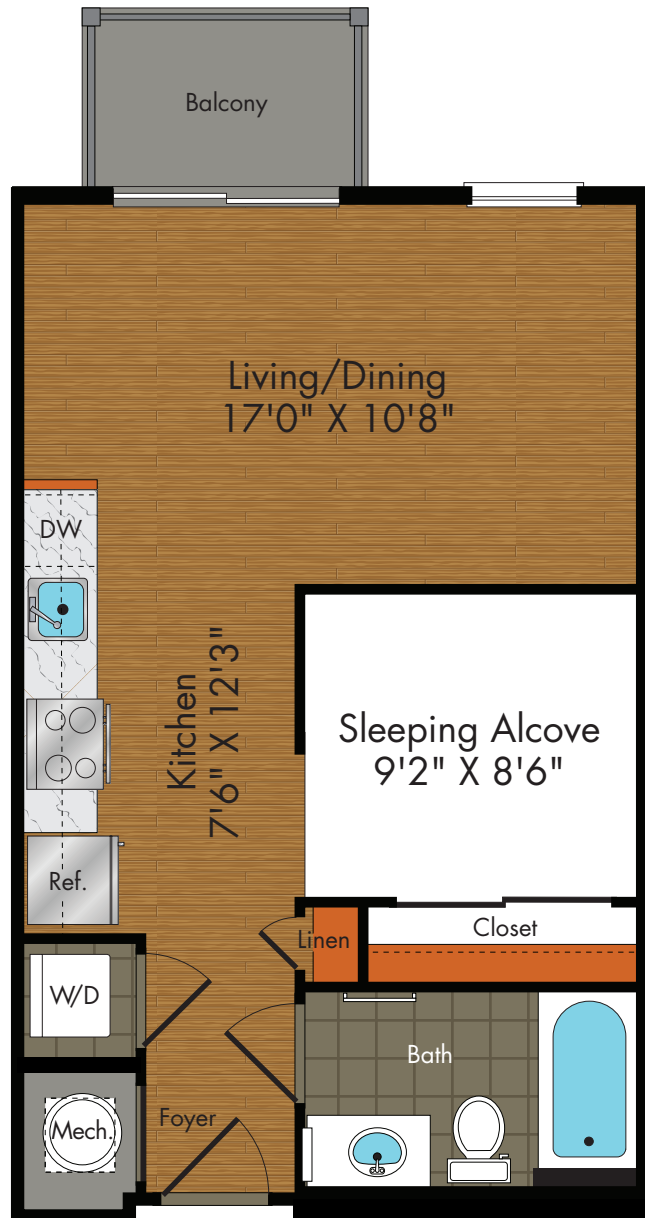 Balcony
Living/Dining
17'0" X 10'8"
DW
Kitchen
7'6" X 12'3"
Sleeping Alcove
9'2" X 8'6"
Ref.
Linen
Closet
W/D
Bath
Mech.
Foyer